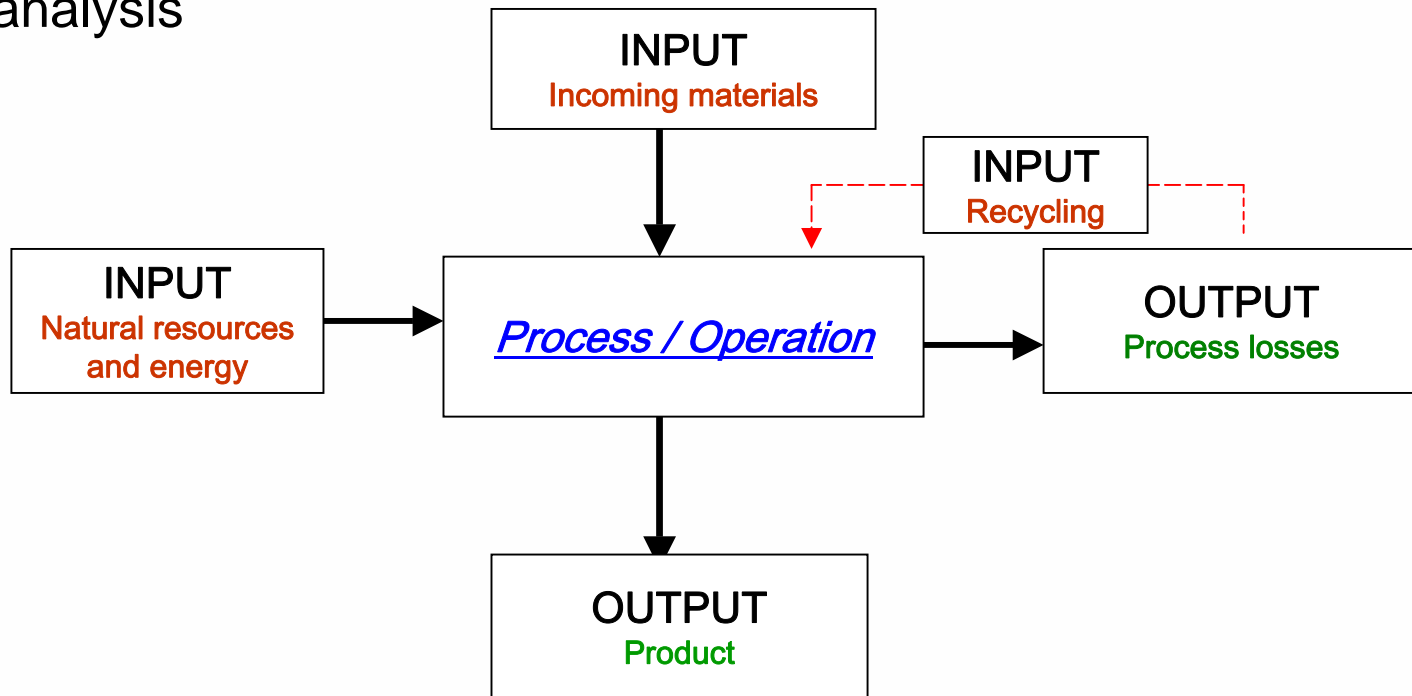 analysis
INPUT
Incoming materials
INPUT
Recycling
INPUT
Natural resources
and energy
Process / Operation
OUTPUT
Process losses
OUTPUT
Product